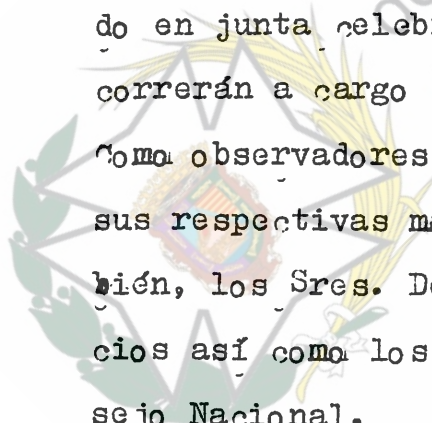 do en junta celeb
correrán a cargo
Como observadores
sus respectivas m
bién, los Sres. D
cios así como los
sejo Nacional.